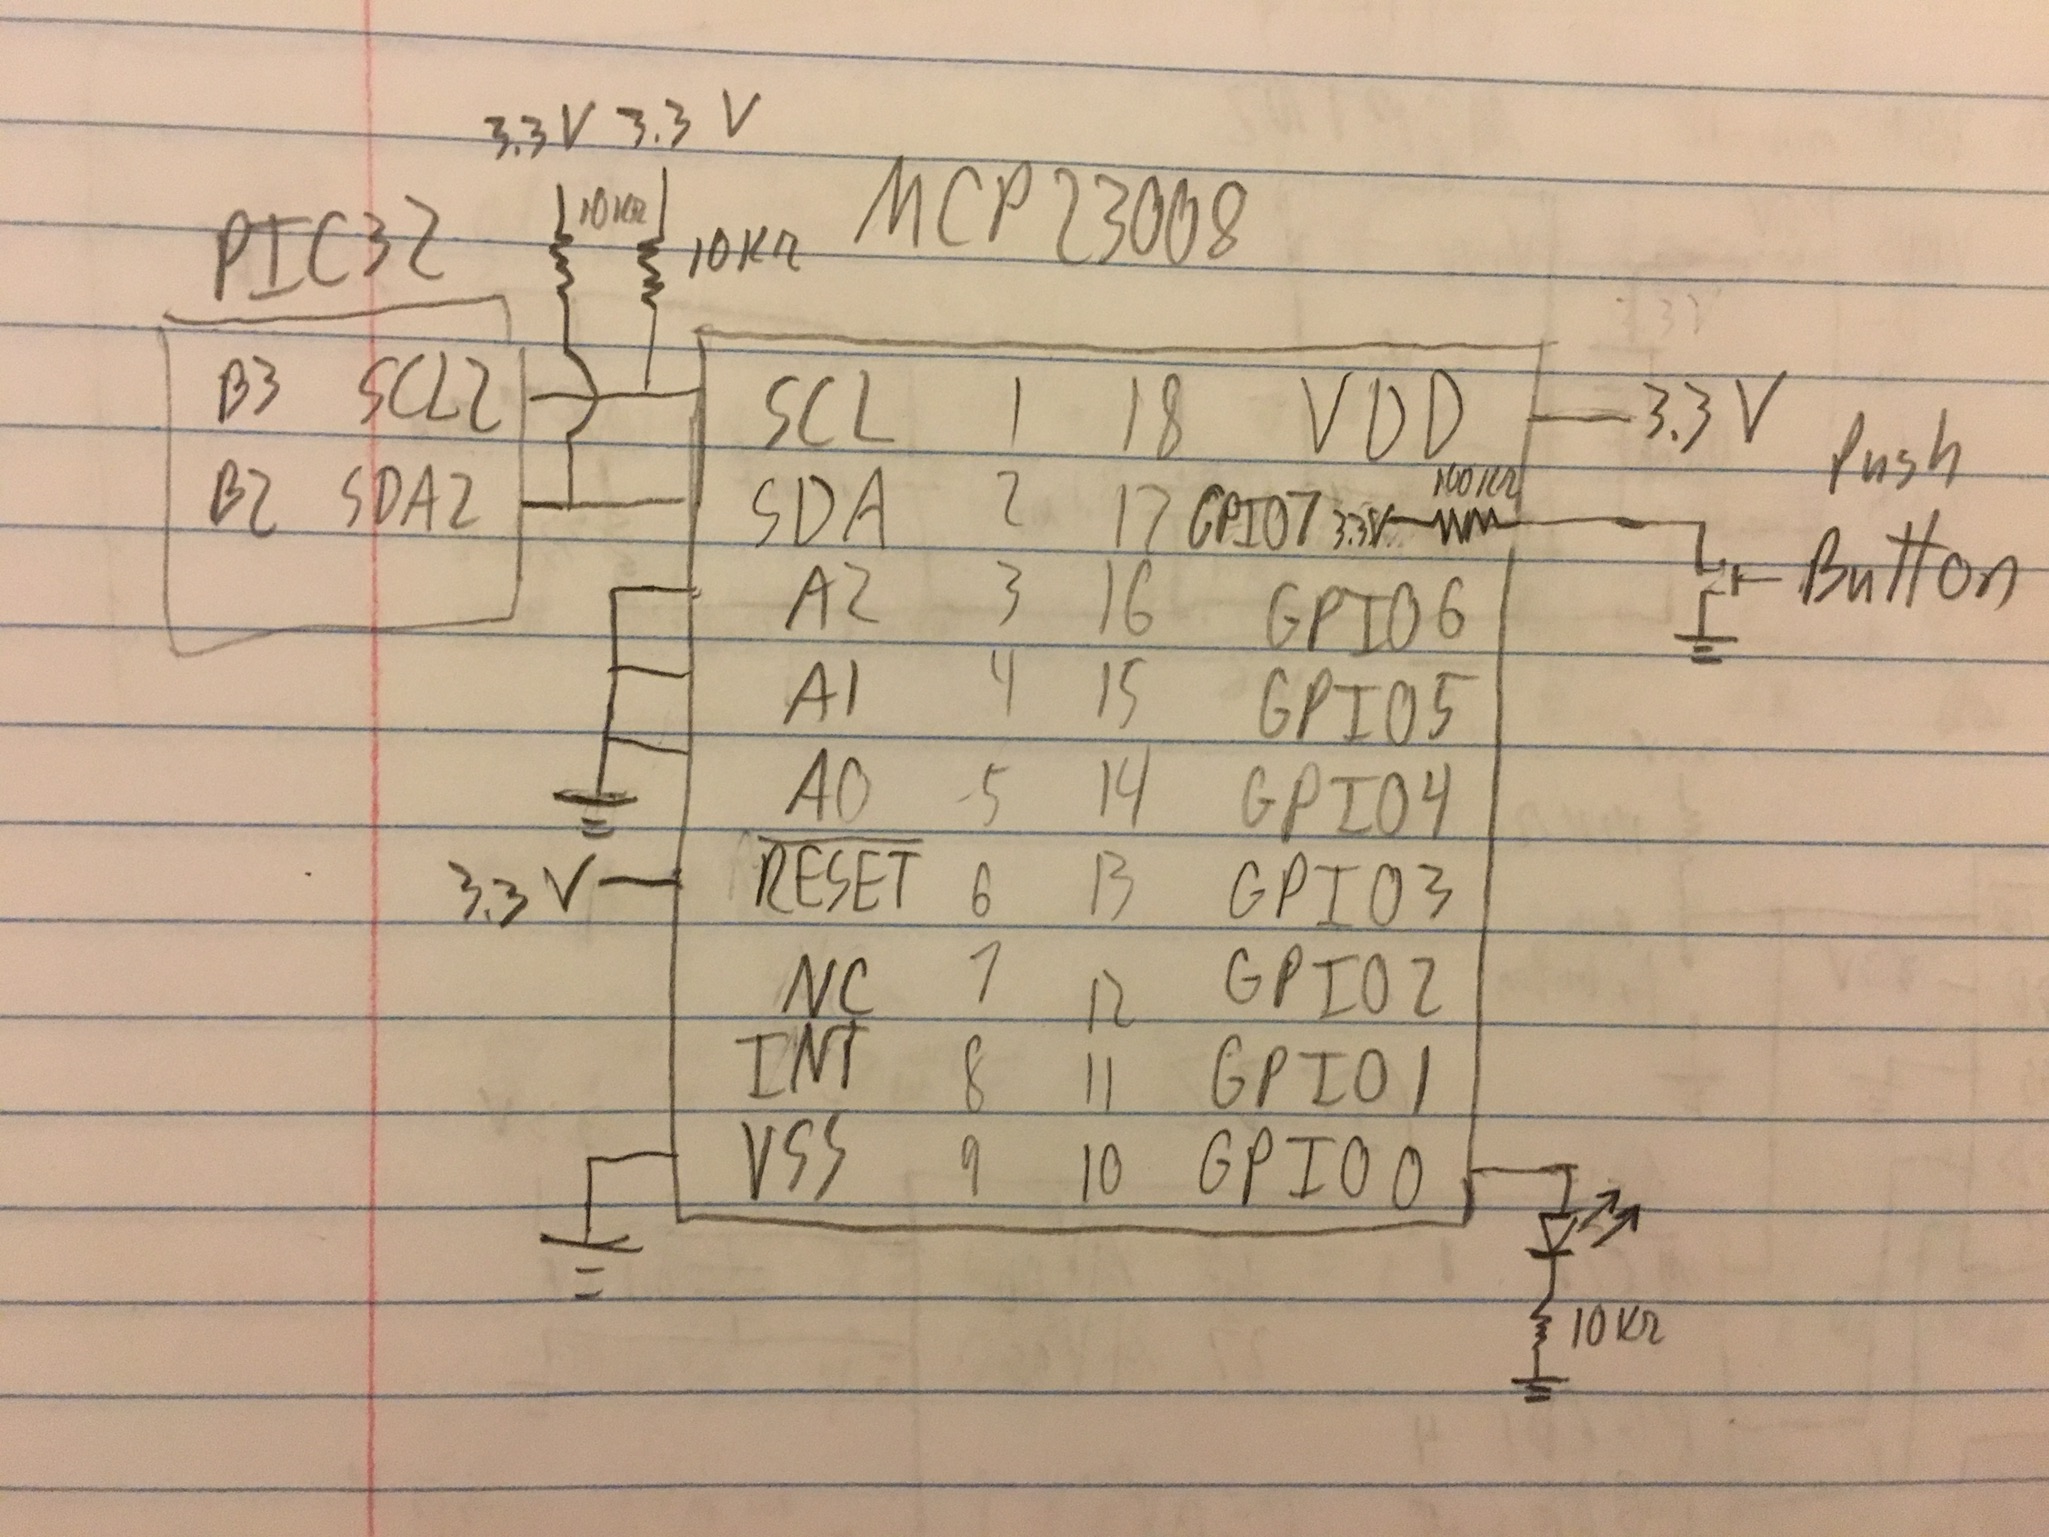 3.3V 3.3 V
PIC32
10KΩ
10KΩ
MCP23008
B3 SCL2
B2 SDA2
SCL 1 18 VDD
3.3 V
SDA 2 17 GPIO7 3.3V 100KΩ
Push
Button
A2 3 16 GPIO6
A1 4 15 GPIO5
A0 5 14 GPIO4
3.3 V
RESET 6 13 GPIO3
NC 7 12 GPIO2
INT 8 11 GPIO1
VSS 9 10 GPIO0
10KΩ